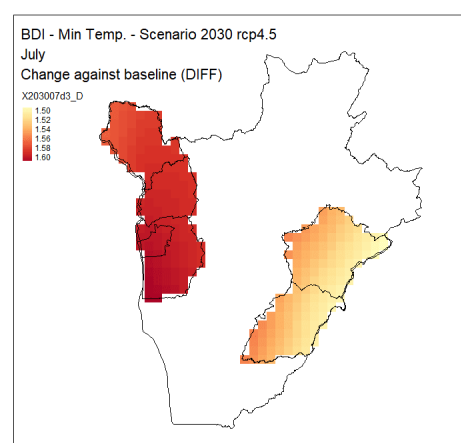 BDI - Min Temp. - Scenario 2030 rcp4.5
July
Change against baseline (DIFF)
X203007d3_D
1.50
1.52
1.54
1.56
1.58
1.60